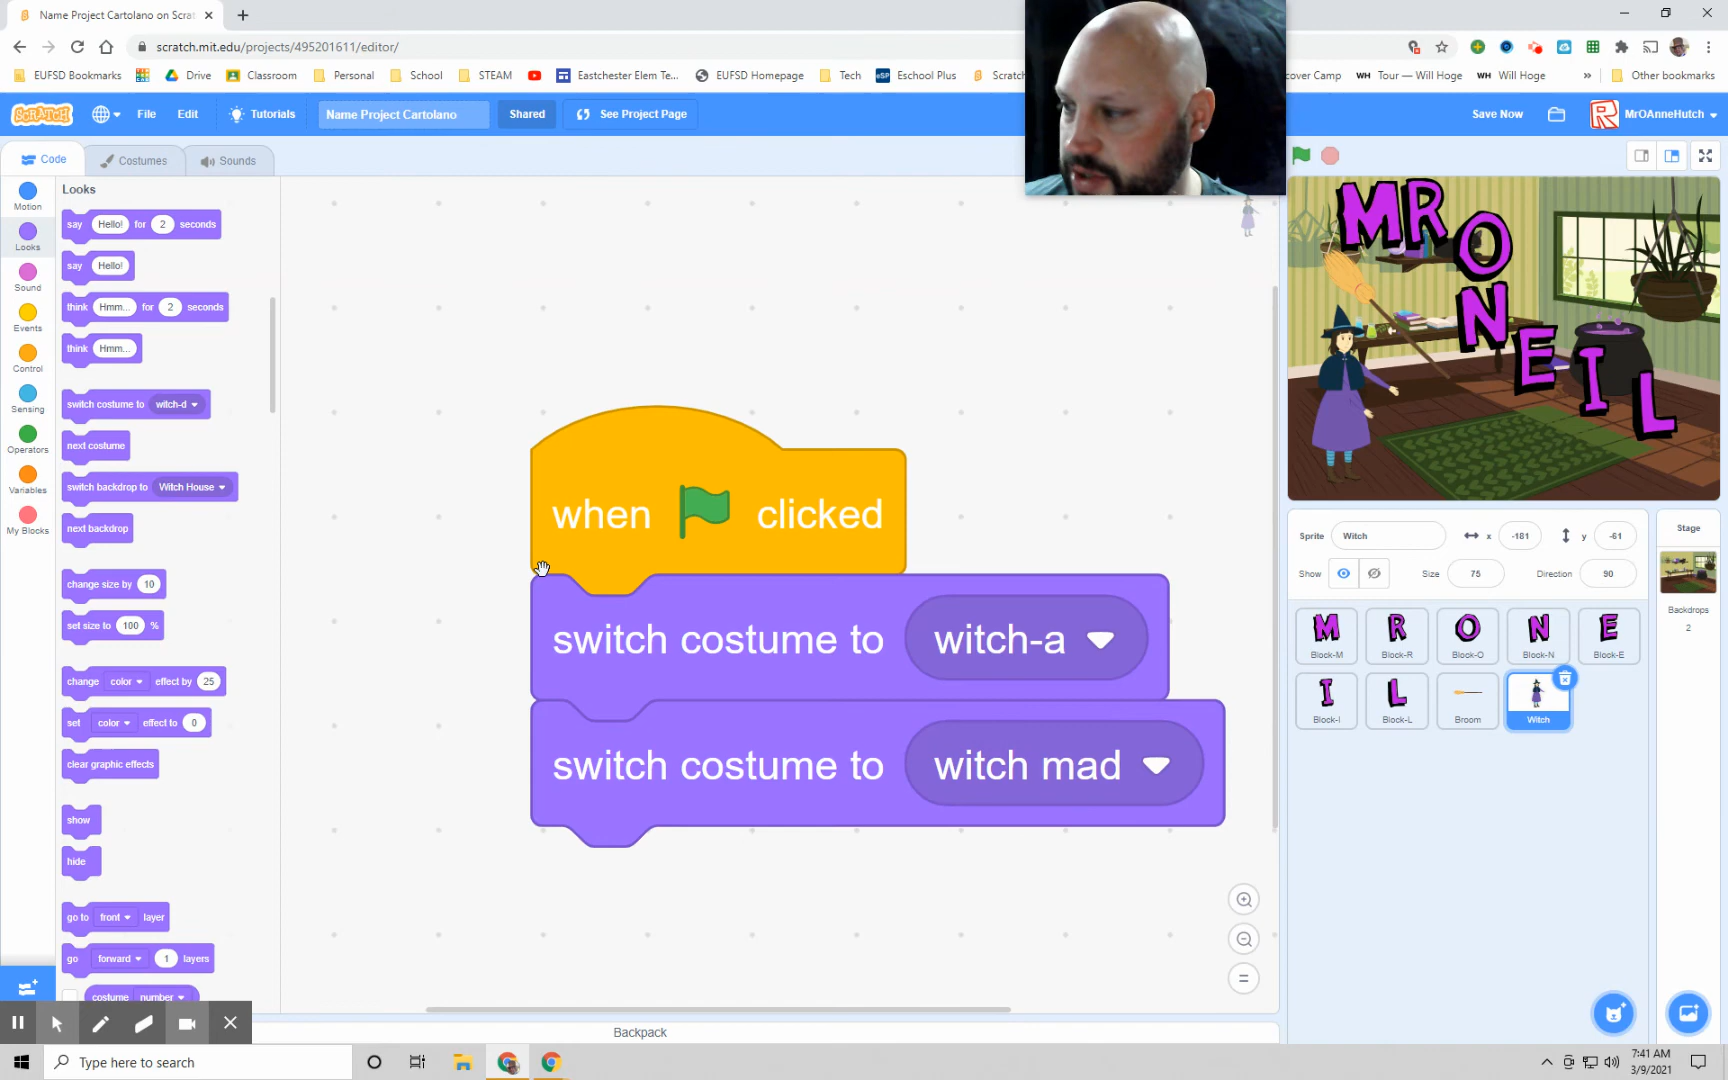 Name Project Cartolano on Scrat
scratch.mit.edu/projects/495201611/editor/
EUFSD Bookmarks
Drive
Classroom
Personal
School
STEAM
Eastchester Elem Te...
EUFSD Homepage
Tech
eSP
Eschool Plus
Scratch
over Camp
WH
Tour — Will Hoge
WH
Will Hoge
»
Other bookmarks
SCRATCH
File
Edit
Tutorials
Name Project Cartolano
Shared
See Project Page
Save Now
MrOAnneHutch
Code
Costumes
Sounds
Motion
Looks
Sound
Events
Control
Sensing
Operators
Variables
My Blocks
Looks
say Hello! for 2 seconds
say Hello!
think Hmm... for 2 seconds
think Hmm...
switch costume to witch-d
next costume
switch backdrop to Witch House
next backdrop
change size by 10
set size to 100 %
change color effect by 25
set color effect to 0
clear graphic effects
show
hide
go to front layer
go forward 1 layers
costume number
when clicked
switch costume to witch-a
switch costume to witch mad
Backpack
MR
O
N
E
I
L
Sprite Witch x -181 y -61
Show Size 75 Direction 90
M R O N E
Block-M Block-R Block-O Block-N Block-E
I L
Block-I Block-L Broom Witch
Stage
Backdrops
2
Type here to search
7:41 AM
3/9/2021